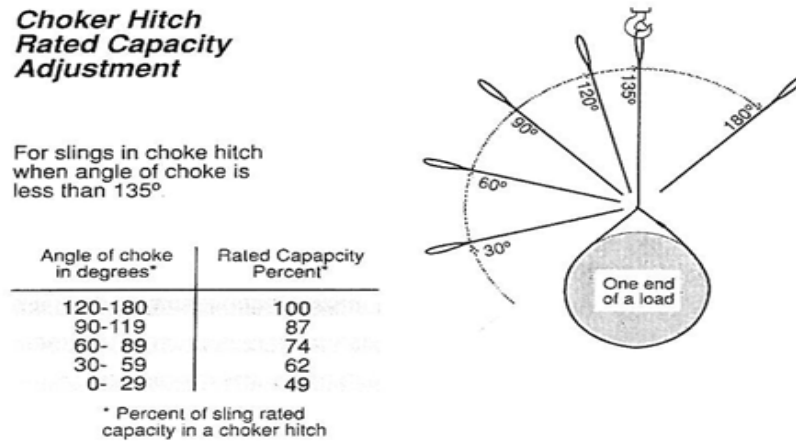 Choker Hitch
Rated Capacity
Adjustment
For slings in choke hitch
when angle of choke is
less than 135º.
Angle of choke
in degrees*
Rated Capapcity
Percent*
120-180 100
90-119 87
60- 89 74
30- 59 62
0- 29 49
* Percent of sling rated
capacity in a choker hitch
30º
60º
90º
120º
135º
180º
One end
of a load